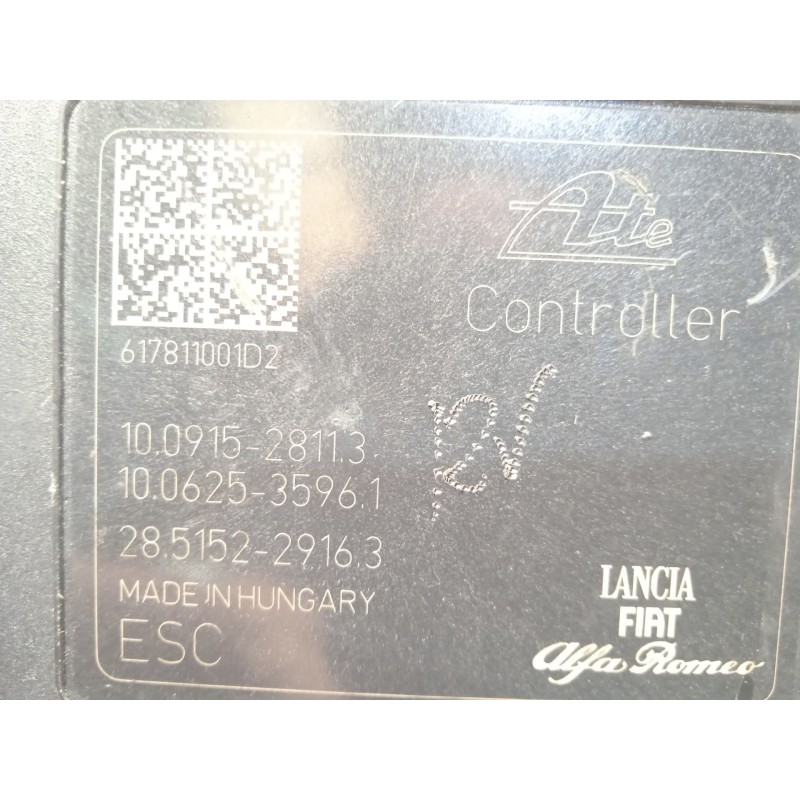 Ate
Controller
617811001D2
12V
10.0915-2811.3
10.0625-3596.1
28.5152-2916.3
MADE IN HUNGARY
ESC
LANCIA
FIAT
Alfa Romeo